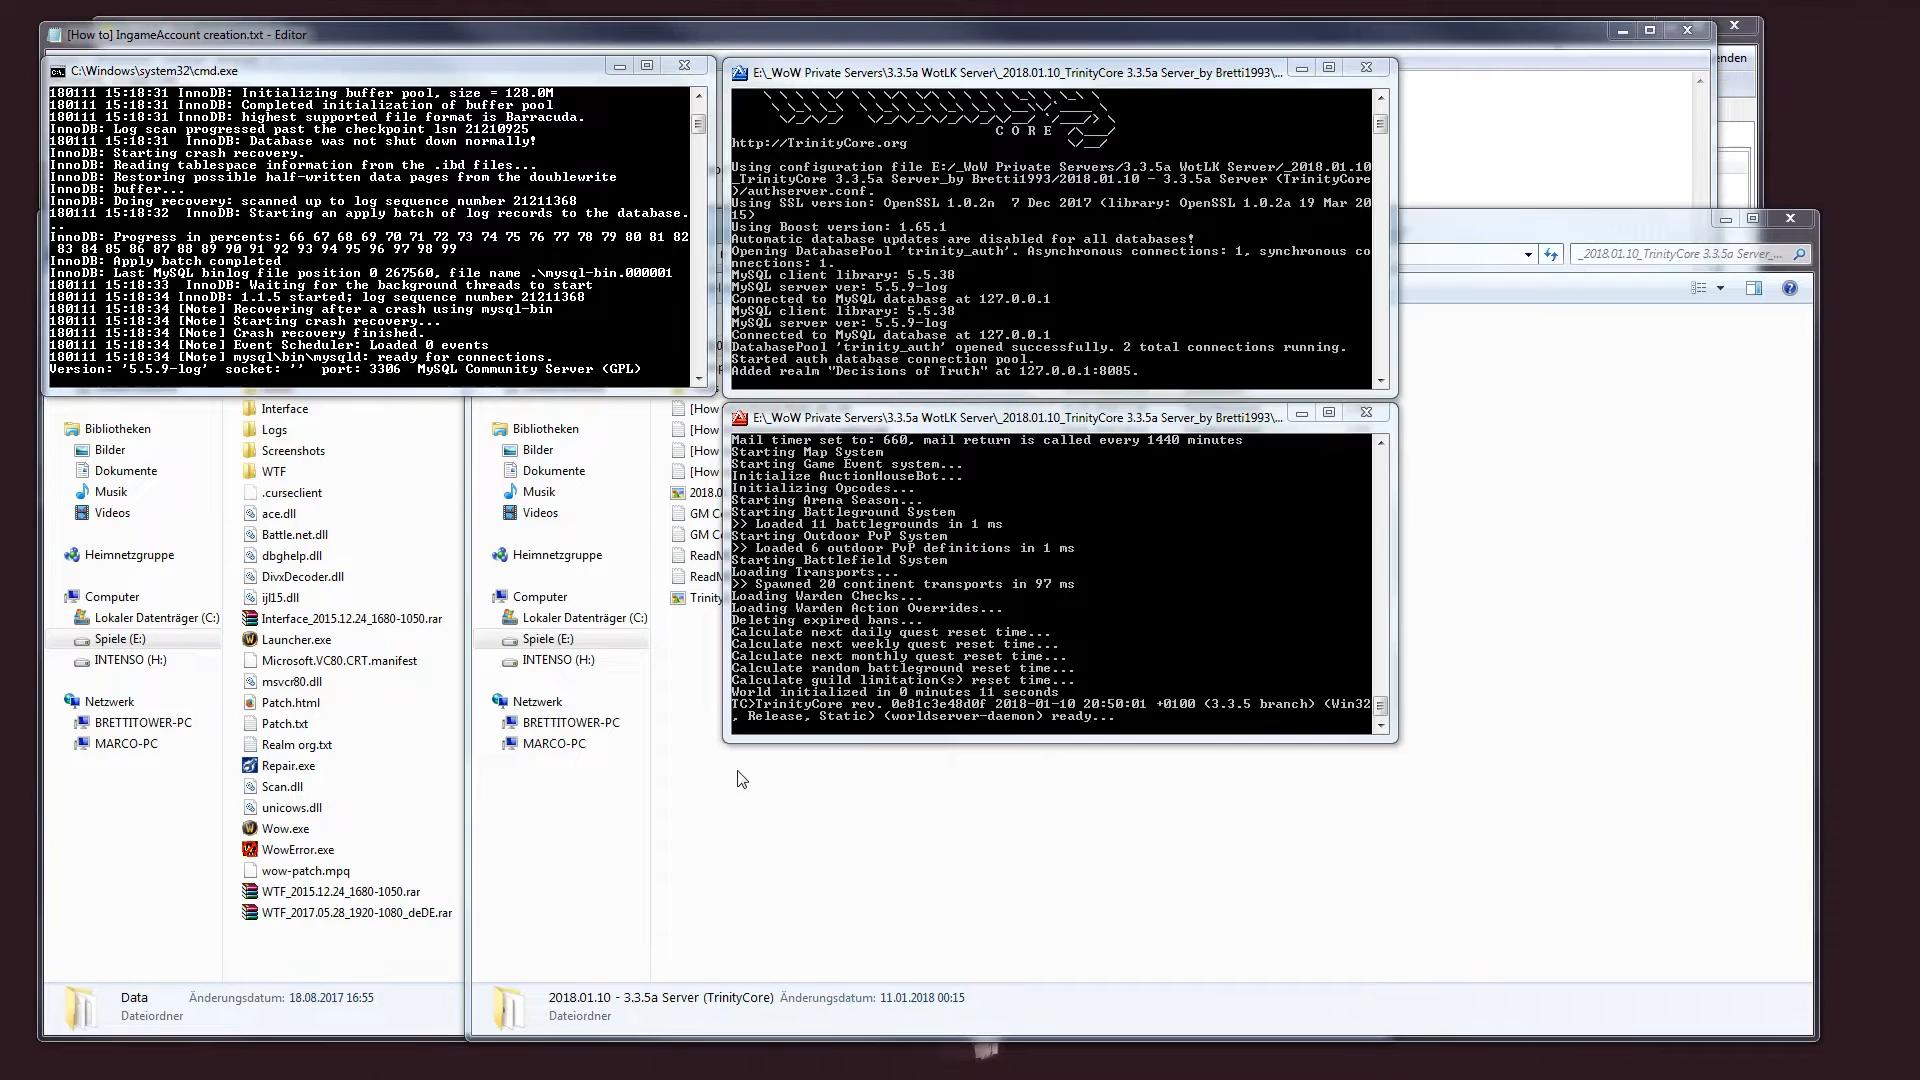 [How to] IngameAccount creation.txt - Editor
enden
C:\Windows\system32\cmd.exe
180111 15:18:31 InnoDB: Initializing buffer pool, size = 128.0M
180111 15:18:31 InnoDB: Completed initialization of buffer pool
180111 15:18:31 InnoDB: highest supported file format is Barracuda.
InnoDB: Log scan progressed past the checkpoint lsn 21210925
180111 15:18:31  InnoDB: Database was not shut down normally!
InnoDB: Starting crash recovery.
InnoDB: Reading tablespace information from the .ibd files...
InnoDB: Restoring possible half-written data pages from the doublewrite
InnoDB: buffer...
InnoDB: Doing recovery: scanned up to log sequence number 21211368
180111 15:18:32  InnoDB: Starting an apply batch of log records to the database.
..
InnoDB: Progress in percents: 66 67 68 69 70 71 72 73 74 75 76 77 78 79 80 81 82
83 84 85 86 87 88 89 90 91 92 93 94 95 96 97 98 99
InnoDB: Apply batch completed
InnoDB: Last MySQL binlog file position 0 267560, file name .\mysql-bin.000001
180111 15:18:33  InnoDB: Waiting for the background threads to start
180111 15:18:34 InnoDB: 1.1.5 started; log sequence number 21211368
180111 15:18:34 [Note] Recovering after a crash using mysql-bin
180111 15:18:34 [Note] Starting crash recovery...
180111 15:18:34 [Note] Crash recovery finished.
180111 15:18:34 [Note] Event Scheduler: Loaded 0 events
180111 15:18:34 [Note] mysql\bin\mysqld: ready for connections.
Version: '5.5.9-log'  socket: ''  port: 3306  MySQL Community Server (GPL)
E:\_WoW Private Servers\3.3.5a WotLK Server\_2018.01.10_TrinityCore 3.3.5a Server_by Bretti1993\...
C O R E
http://TrinityCore.org
Using configuration file E:/_WoW Private Servers/3.3.5a WotLK Server/_2018.01.10
_TrinityCore 3.3.5a Server_by Bretti1993/2018.01.10 - 3.3.5a Server (TrinityCore
)/authserver.conf.
Using SSL version: OpenSSL 1.0.2n  7 Dec 2017 (library: OpenSSL 1.0.2a 19 Mar 20
15)
Using Boost version: 1.65.1
Automatic database updates are disabled for all databases!
Opening DatabasePool 'trinity_auth'. Asynchronous connections: 1, synchronous co
nnections: 1.
MySQL client library: 5.5.38
MySQL server ver: 5.5.9-log
Connected to MySQL database at 127.0.0.1
MySQL client library: 5.5.38
MySQL server ver: 5.5.9-log
Connected to MySQL database at 127.0.0.1
DatabasePool 'trinity_auth' opened successfully. 2 total connections running.
Started auth database connection pool.
Added realm "Decisions of Truth" at 127.0.0.1:8085.
_2018.01.10_TrinityCore 3.3.5a Server_...
E:\_WoW Private Servers\3.3.5a WotLK Server\_2018.01.10_TrinityCore 3.3.5a Server_by Bretti1993\...
Mail timer set to: 660, mail return is called every 1440 minutes
Starting Map System
Starting Game Event system...
Initialize AuctionHouseBot...
Initializing Opcodes...
Starting Arena Season...
Starting Battleground System
>> Loaded 11 battlegrounds in 1 ms
Starting Outdoor PvP System
>> Loaded 6 outdoor PvP definitions in 1 ms
Starting Battlefield System
Loading Transports...
>> Spawned 20 continent transports in 97 ms
Loading Warden Checks...
Loading Warden Action Overrides...
Deleting expired bans...
Calculate next daily quest reset time...
Calculate next weekly quest reset time...
Calculate next monthly quest reset time...
Calculate random battleground reset time...
Calculate guild limitation(s) reset time...
World initialized in 0 minutes 11 seconds
TC>TrinityCore rev. 0e81c3e48d0f 2018-01-10 20:50:01 +0100 (3.3.5 branch) (Win32
, Release, Static) (worldserver-daemon) ready...
Bibliotheken
Bilder
Dokumente
Musik
Videos
Heimnetzgruppe
Computer
Lokaler Datenträger (C:)
Spiele (E:)
INTENSO (H:)
Netzwerk
BRETTITOWER-PC
MARCO-PC
Interface
Logs
Screenshots
WTF
.curseclient
ace.dll
Battle.net.dll
dbghelp.dll
DivxDecoder.dll
ijl15.dll
Interface_2015.12.24_1680-1050.rar
Launcher.exe
Microsoft.VC80.CRT.manifest
msvcr80.dll
Patch.html
Patch.txt
Realm org.txt
Repair.exe
Scan.dll
unicows.dll
Wow.exe
WowError.exe
wow-patch.mpq
WTF_2015.12.24_1680-1050.rar
WTF_2017.05.28_1920-1080_deDE.rar
Bibliotheken
Bilder
Dokumente
Musik
Videos
Heimnetzgruppe
Computer
Lokaler Datenträger (C:)
Spiele (E:)
INTENSO (H:)
Netzwerk
BRETTITOWER-PC
MARCO-PC
[How
[How
[How
[How
2018.0
GM Co
GM Co
ReadM
ReadM
Trinity
Data Änderungsdatum: 18.08.2017 16:55
Dateiordner
2018.01.10 - 3.3.5a Server (TrinityCore) Änderungsdatum: 11.01.2018 00:15
Dateiordner